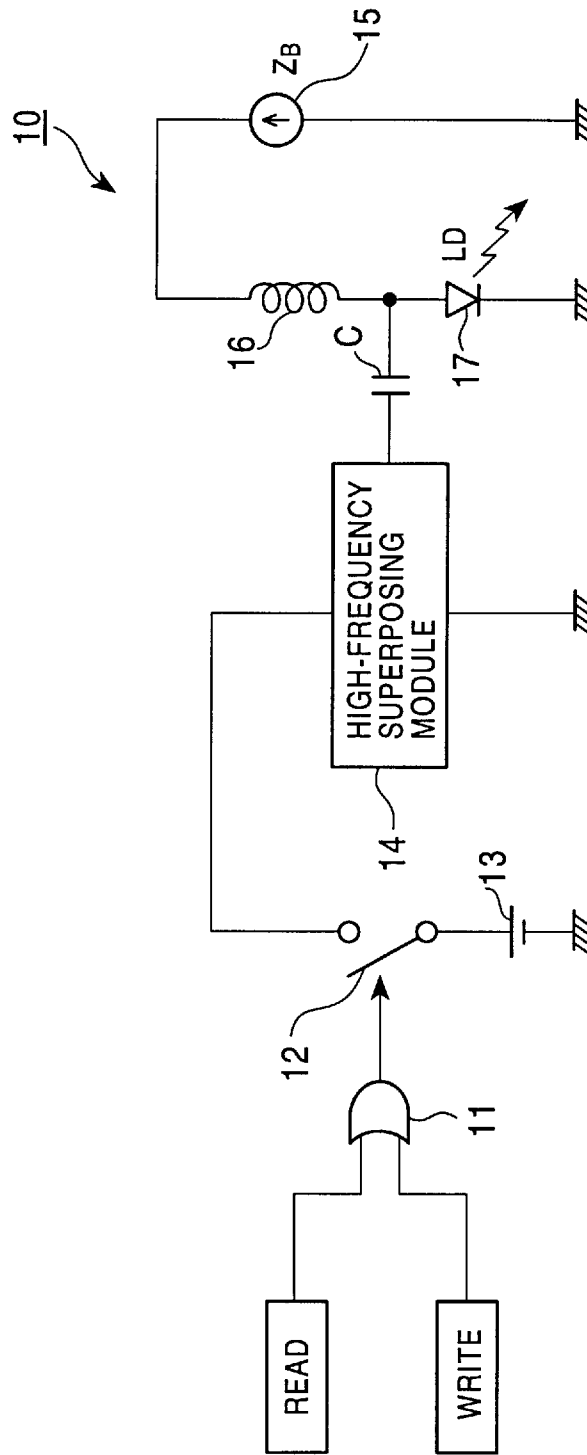 10
READ
WRITE
11
12
13
14
HIGH-FREQUENCY
SUPERPOSING
MODULE
C
16
17
LD
ZB
15